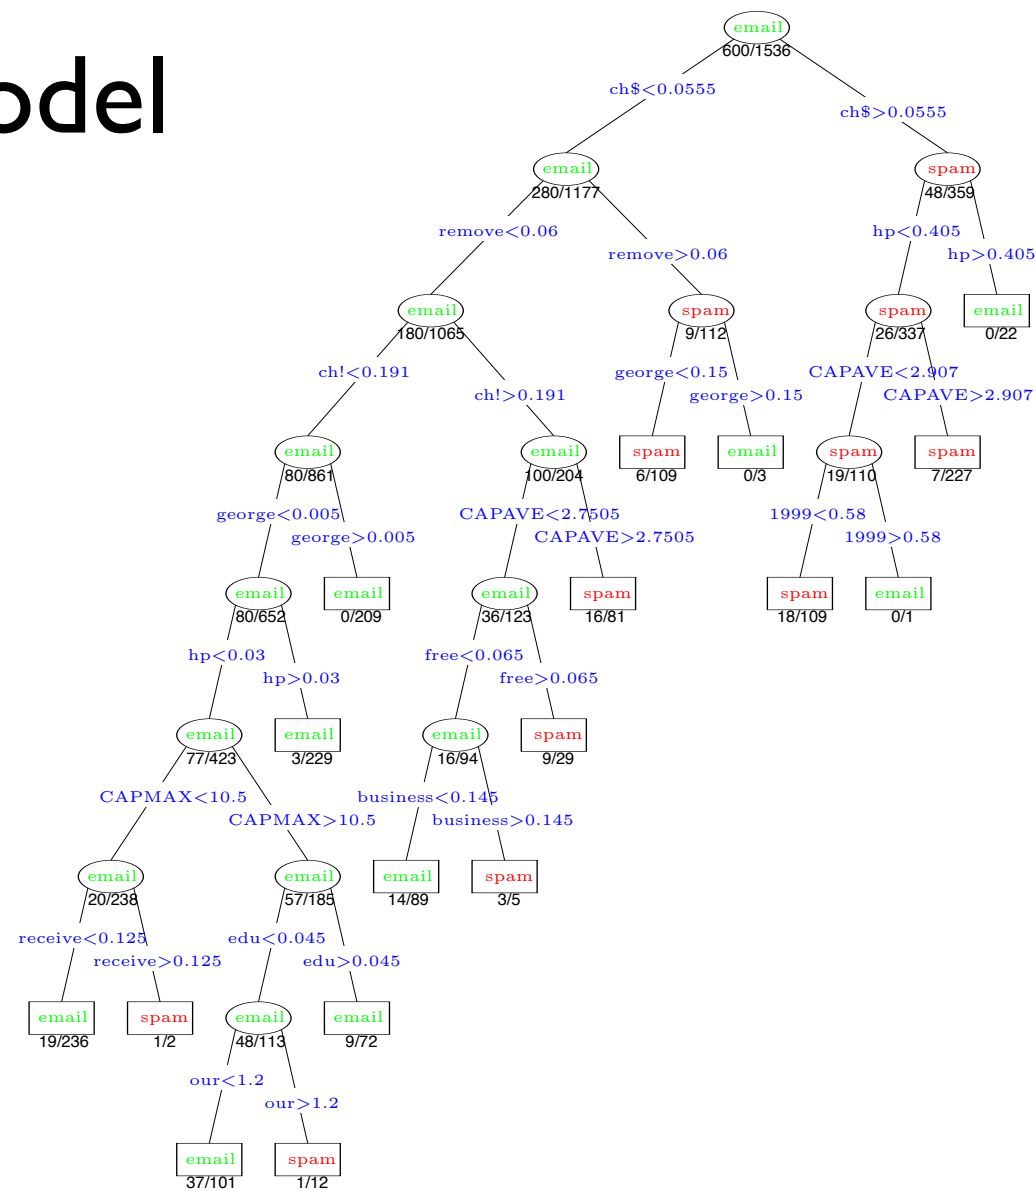 odel
email
600/1536
ch$<0.0555
ch$>0.0555
email
280/1177
spam
48/359
remove<0.06
remove>0.06
hp<0.405
hp>0.405
email
180/1065
spam
9/112
spam
26/337
email
0/22
ch!<0.191
ch!>0.191
george<0.15
george>0.15
CAPAVE<2.907
CAPAVE>2.907
email
80/861
email
100/204
spam
6/109
email
0/3
spam
19/110
spam
7/227
george<0.005
george>0.005
CAPAVE<2.7505
CAPAVE>2.7505
1999<0.58
1999>0.58
email
80/652
email
0/209
email
36/123
spam
16/81
spam
18/109
email
0/1
hp<0.03
hp>0.03
free<0.065
free>0.065
email
77/423
email
3/229
email
16/94
spam
9/29
CAPMAX<10.5
CAPMAX>10.5
business<0.145
business>0.145
email
20/238
email
57/185
email
14/89
spam
3/5
receive<0.125
receive>0.125
edu<0.045
edu>0.045
email
19/236
spam
1/2
email
48/113
email
9/72
our<1.2
our>1.2
email
37/101
spam
1/12